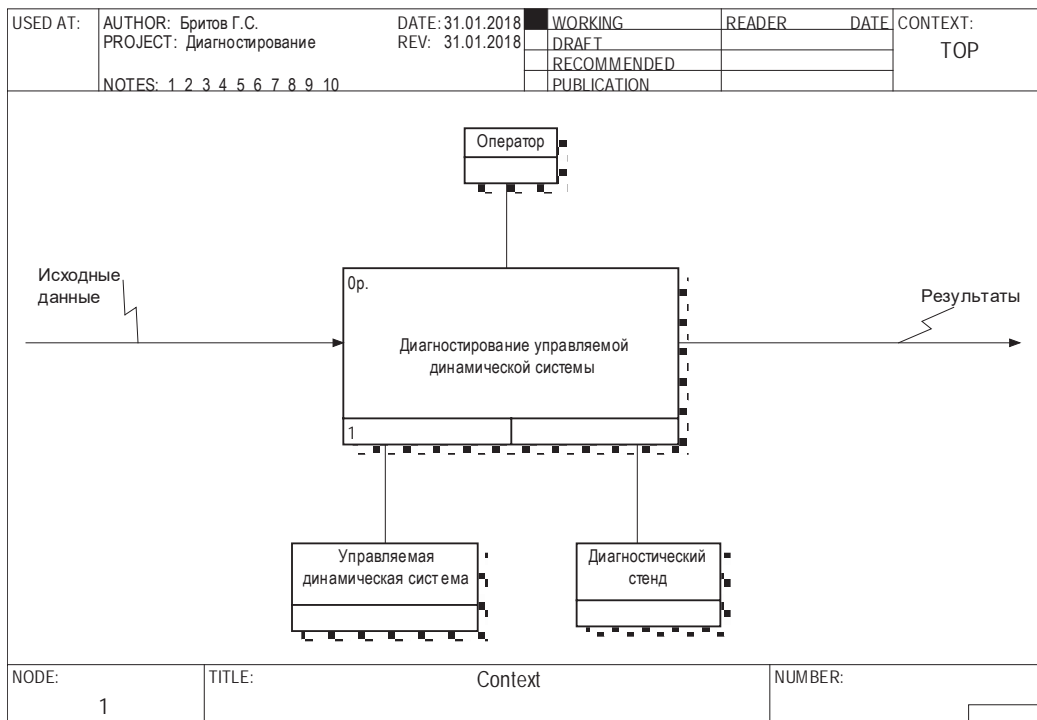 USED AT:
AUTHOR: Бритов Г.С.
DATE: 31.01.2018
PROJECT: Диагностирование
REV: 31.01.2018
NOTES: 1 2 3 4 5 6 7 8 9 10
WORKING
DRAFT
RECOMMENDED
PUBLICATION
READER
DATE
CONTEXT:
TOP
Оператор
Исходные
данные
0р.
Диагностирование управляемой
динамической системы
1
Результаты
Управляемая
динамическая система
Диагностический
стенд
NODE:
1
TITLE:
Context
NUMBER: